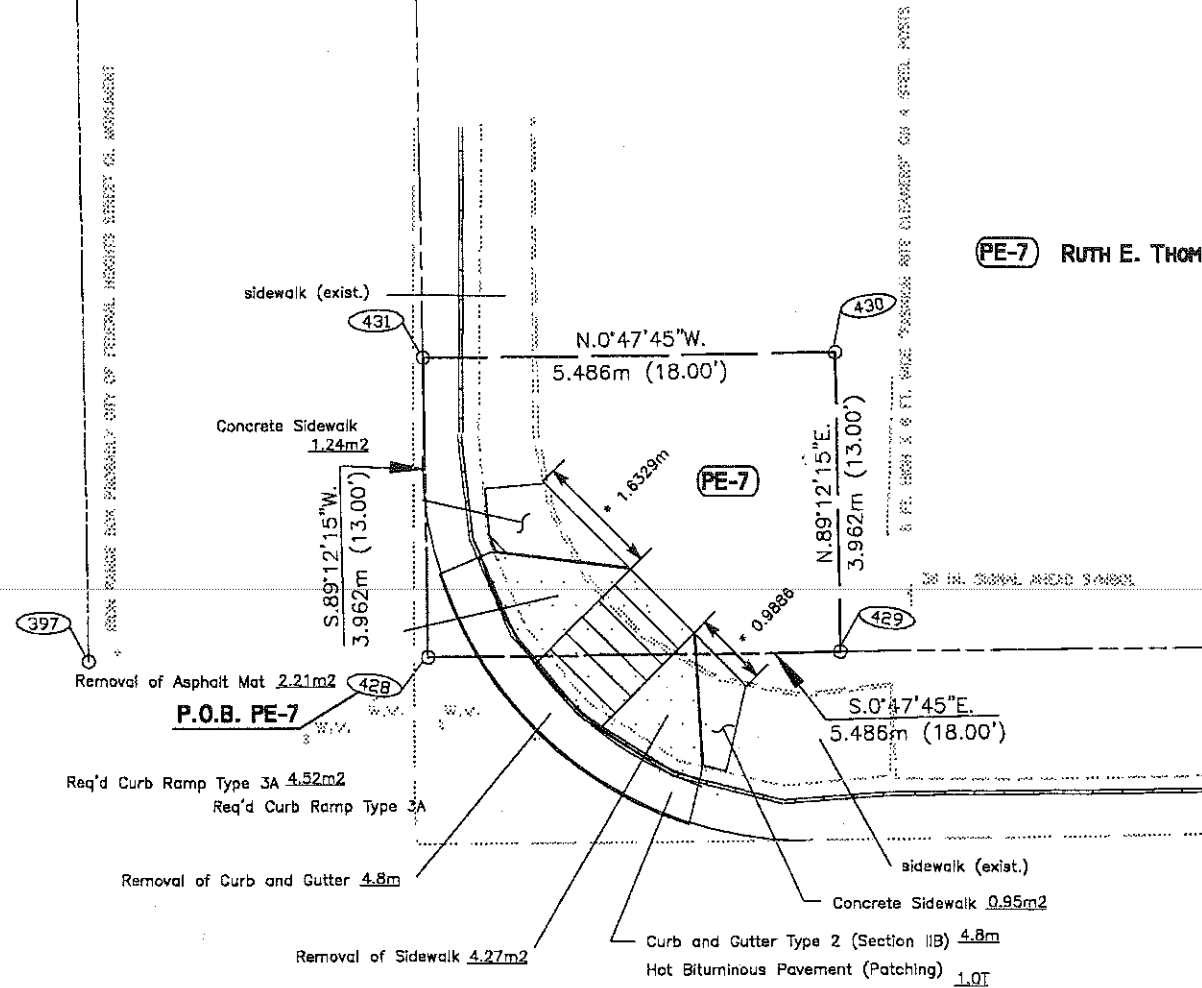 PE-7 RUTH E. THOM
sidewalk (exist.)
431
430
N.0°47'45"W.
5.486m (18.00')
Concrete Sidewalk
1.24m2
S.89°12'15"W.
3.962m (13.00')
* 1.6329m
PE-7
N.89°12'15"E.
3.962m (13.00')
* 0.9886
397
429
Removal of Asphalt Mat 2.21m2
428
P.O.B. PE-7
W.V.
W.V.
W.V.
S.0°47'45"E.
5.486m (18.00')
Req'd Curb Ramp Type 3A 4.52m2
Req'd Curb Ramp Type 3A
Removal of Curb and Gutter 4.8m
sidewalk (exist.)
Concrete Sidewalk 0.95m2
Removal of Sidewalk 4.27m2
Curb and Gutter Type 2 (Section IIB) 4.8m
Hot Bituminous Pavement (Patching) 1.0T